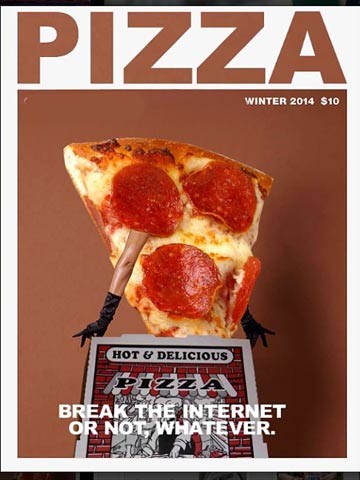 PIZZA
WINTER 2014 $10
HOT & DELICIOUS
PIZZA
BREAK THE INTERNET
OR NOT, WHATEVER.